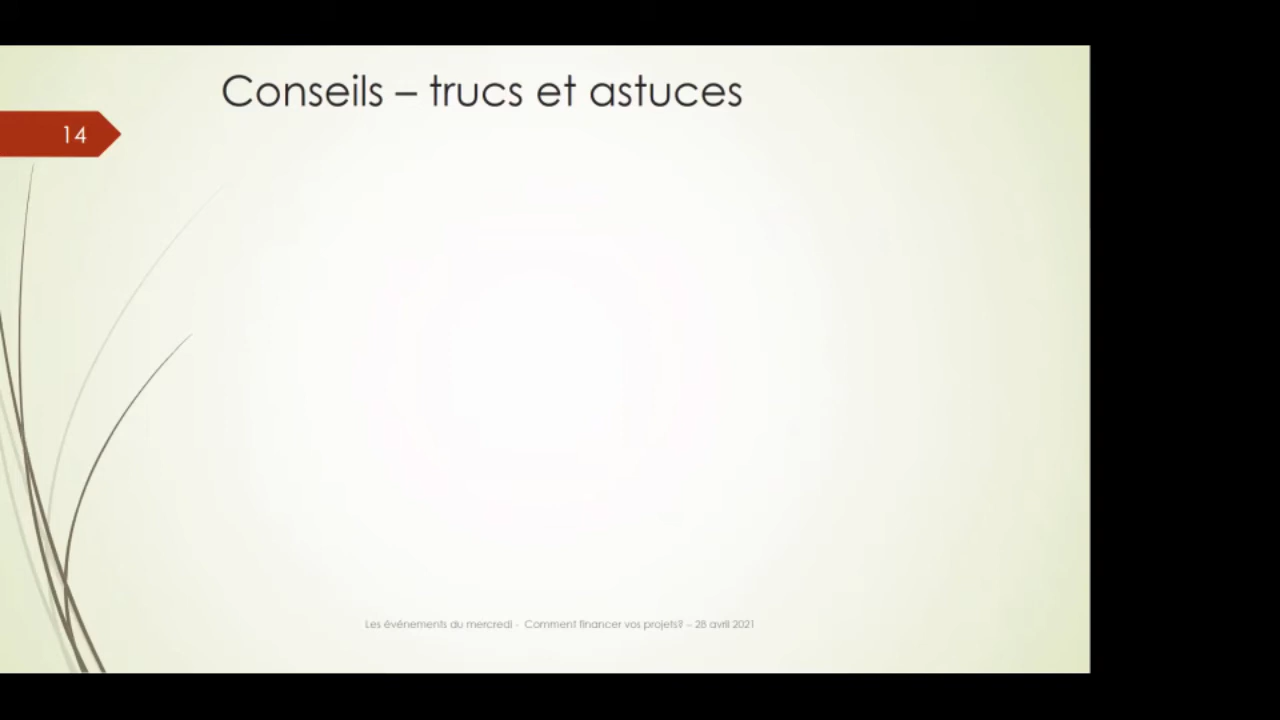 Conseils – trucs et astuces
14
Les événements du mercredi - Comment financer vos projets? – 28 avril 2021